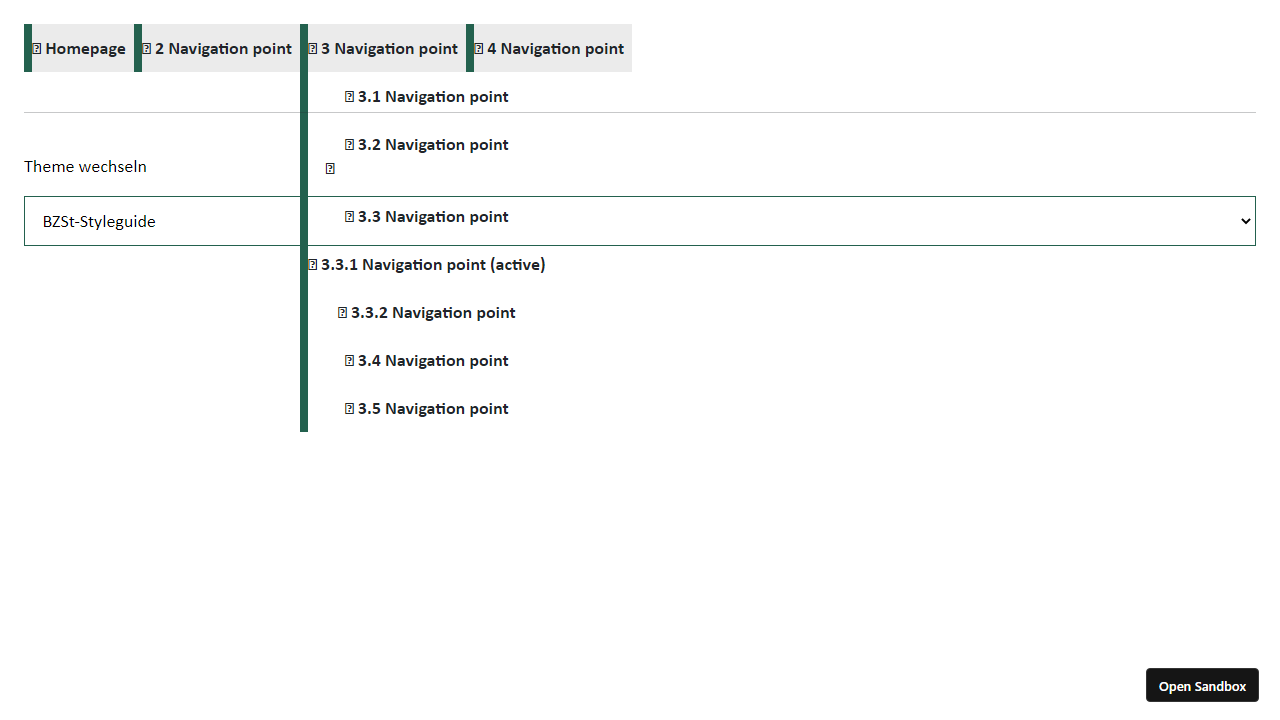 Homepage 2 Navigation point 3 Navigation point 4 Navigation point
3.1 Navigation point
3.2 Navigation point
Theme wechseln
3.3 Navigation point
BZSt-Styleguide
3.3.1 Navigation point (active)
3.3.2 Navigation point
3.4 Navigation point
3.5 Navigation point
Open Sandbox